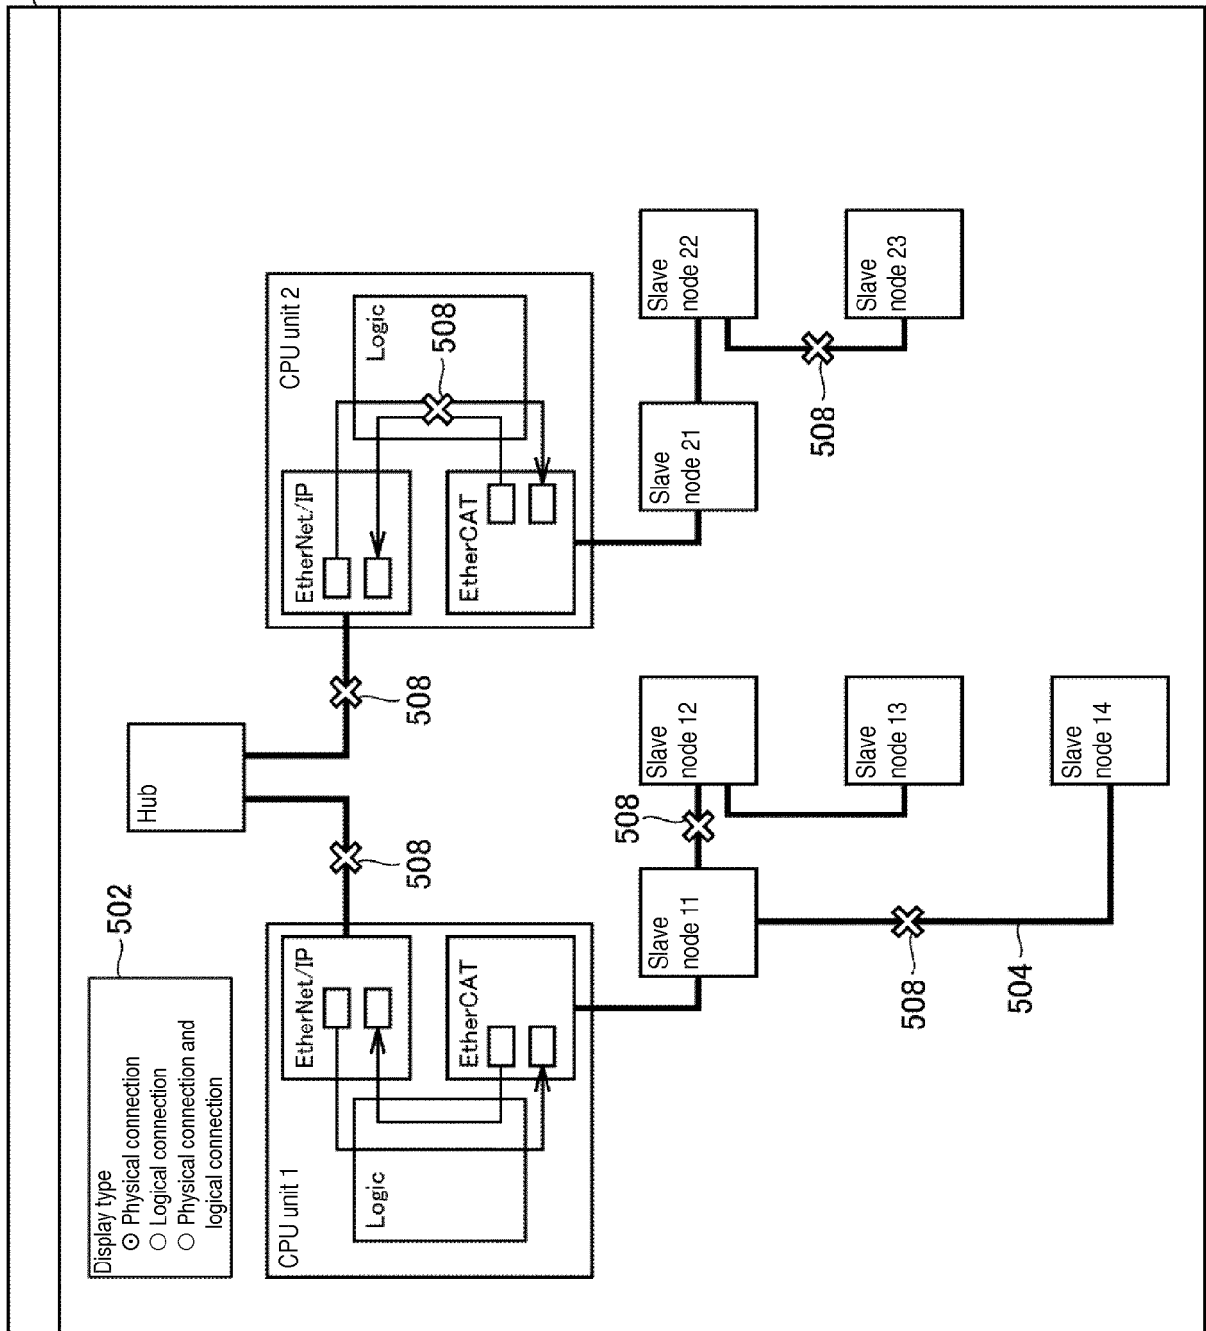 Display type
Physical connection
Logical connection
Physical connection and
logical connection
502
Hub
508
508
CPU unit 1
Logic
EtherNet/IP
EtherCAT
CPU unit 2
Logic
508
EtherNet/IP
EtherCAT
Slave
node 11
508
Slave
node 12
Slave
node 13
Slave
node 14
508
504
Slave
node 21
Slave
node 22
508
Slave
node 23